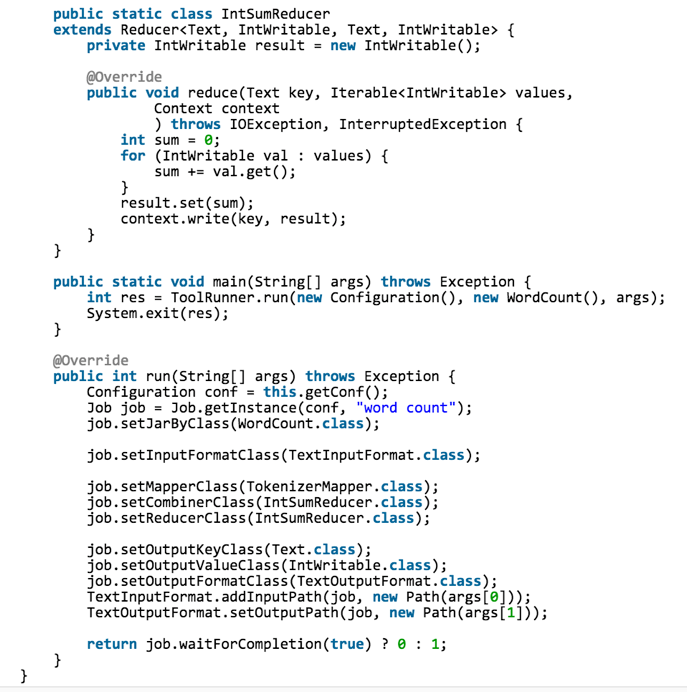 public static class IntSumReducer
extends Reducer<Text, IntWritable, Text, IntWritable> {
private IntWritable result = new IntWritable();
@Override
public void reduce(Text key, Iterable<IntWritable> values,
Context context
) throws IOException, InterruptedException {
int sum = 0;
for (IntWritable val : values) {
sum += val.get();
}
result.set(sum);
context.write(key, result);
}
}
public static void main(String[] args) throws Exception {
int res = ToolRunner.run(new Configuration(), new WordCount(), args);
System.exit(res);
}
@Override
public int run(String[] args) throws Exception {
Configuration conf = this.getConf();
Job job = Job.getInstance(conf, "word count");
job.setJarByClass(WordCount.class);
job.setInputFormatClass(TextInputFormat.class);
job.setMapperClass(TokenizerMapper.class);
job.setCombinerClass(IntSumReducer.class);
job.setReducerClass(IntSumReducer.class);
job.setOutputKeyClass(Text.class);
job.setOutputValueClass(IntWritable.class);
job.setOutputFormatClass(TextOutputFormat.class);
TextInputFormat.addInputPath(job, new Path(args[0]));
TextOutputFormat.setOutputPath(job, new Path(args[1]));
return job.waitForCompletion(true) ? 0 : 1;
}
}